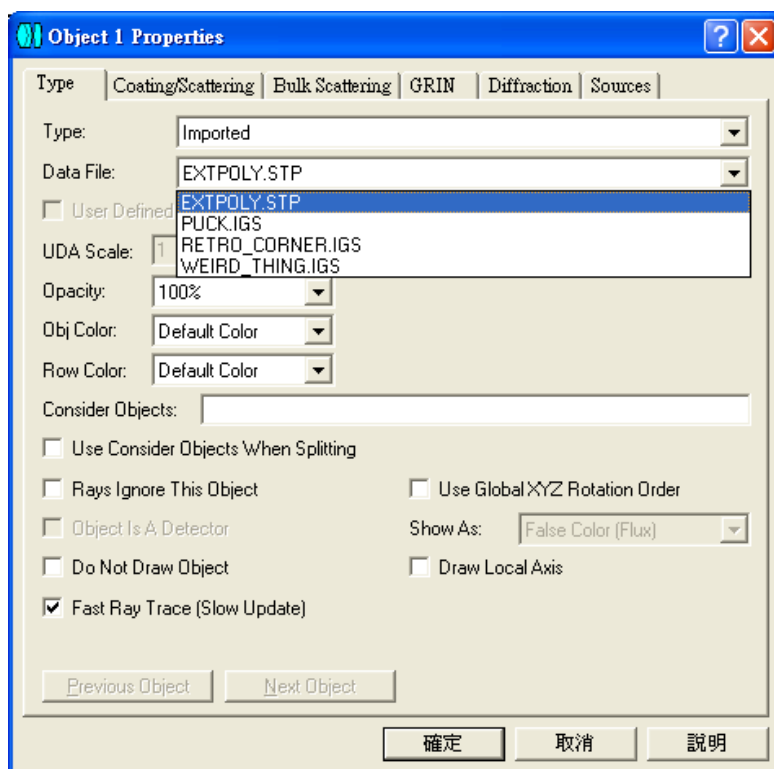 Object 1 Properties
Type Coating/Scattering Bulk Scattering GRIN Diffraction Sources
Type: Imported
Data File: EXTPOLY.STP
User Defined EXTPOLY.STP
PUCK.IGS
UDA Scale: 1 RETRO_CORNER.IGS
WEIRD_THING.IGS
Opacity: 100%
Obj Color: Default Color
Row Color: Default Color
Consider Objects:
Use Consider Objects When Splitting
Rays Ignore This Object Use Global XYZ Rotation Order
Object Is A Detector Show As: False Color (Flux)
Do Not Draw Object Draw Local Axis
Fast Ray Trace (Slow Update)
Previous Object Next Object
確定 取消 說明